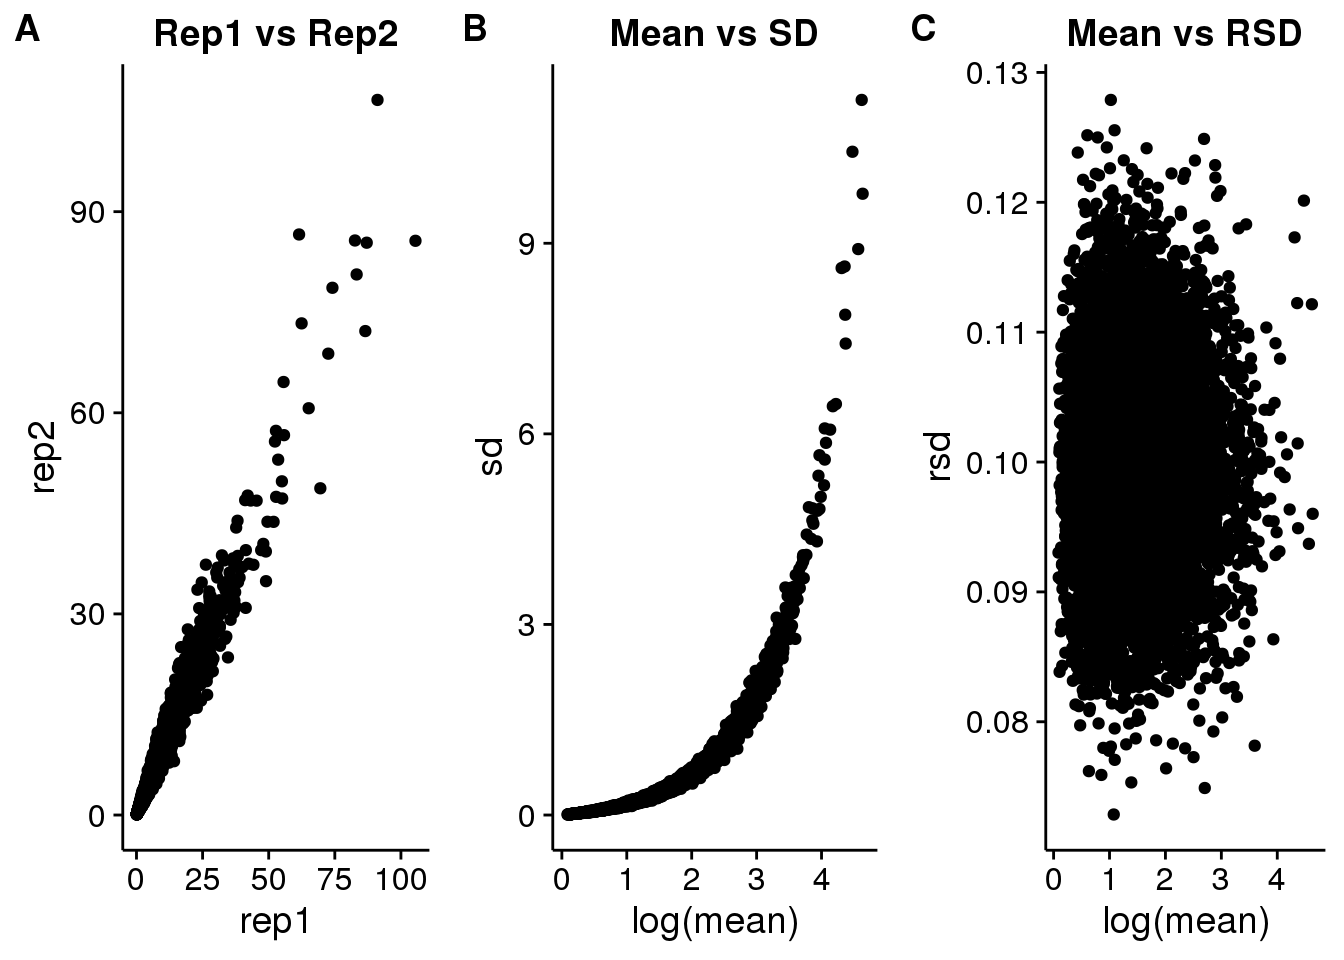 A
Rep1 vs Rep2
90
60
30
0
rep2
0 25 50 75 100
rep1
B
Mean vs SD
9
6
3
0
sd
0 1 2 3 4
log(mean)
C
Mean vs RSD
0.13
0.12
0.11
0.10
0.09
0.08
rsd
0 1 2 3 4
log(mean)